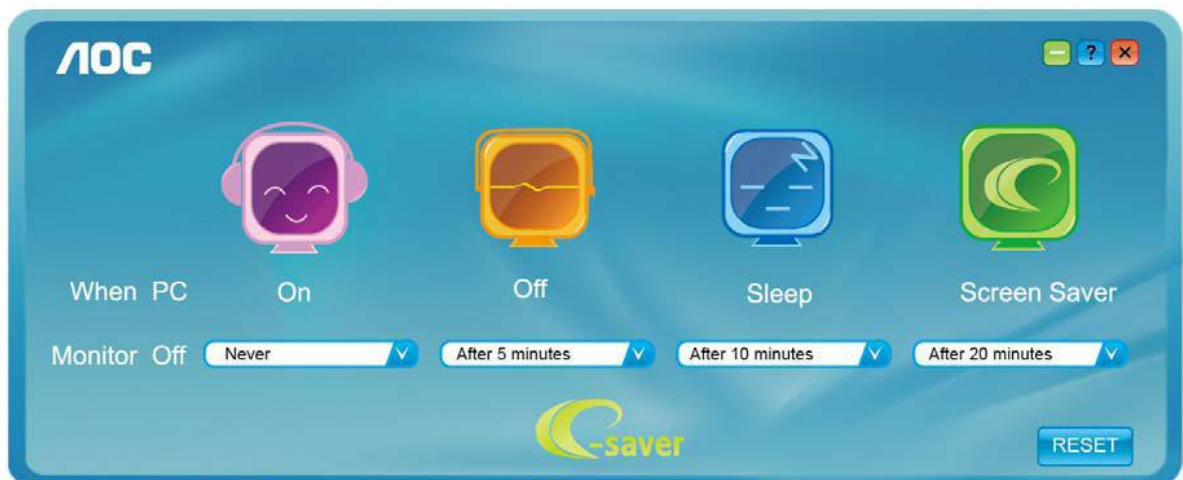 AOC
?
When PC On Off Sleep Screen Saver
Monitor Off Never After 5 minutes After 10 minutes After 20 minutes
e-saver
RESET